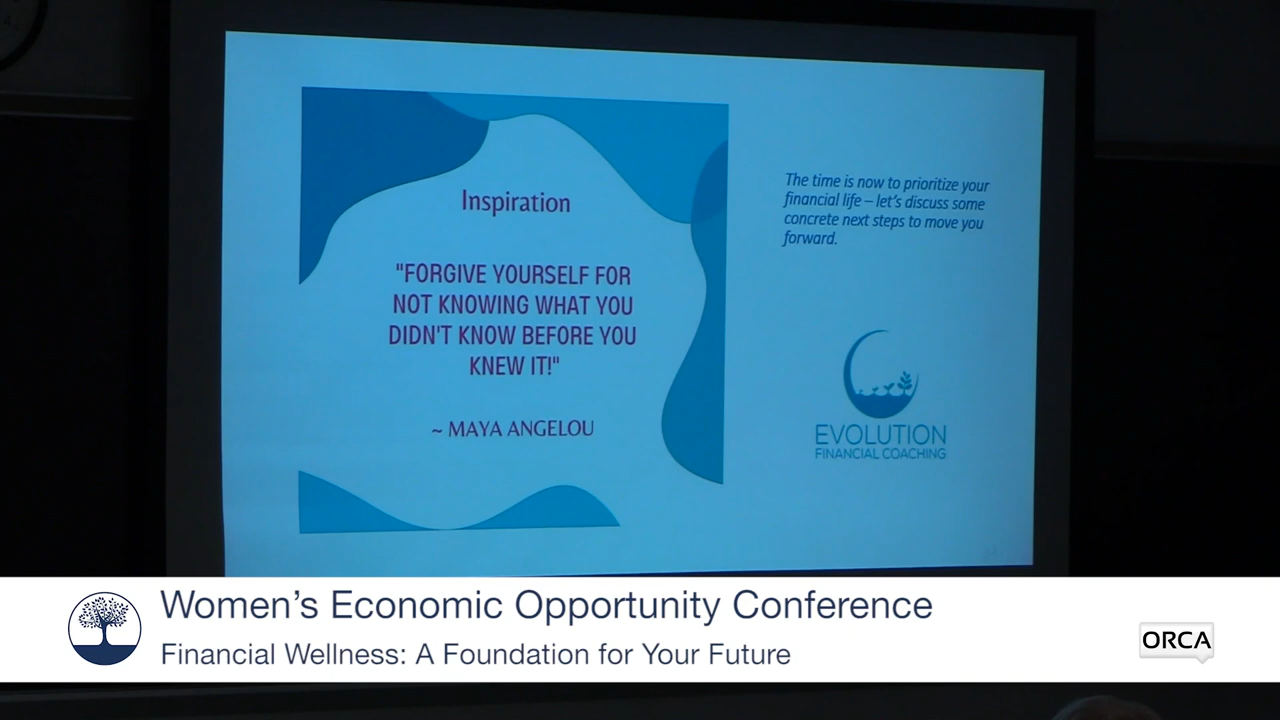 Inspiration
"FORGIVE YOURSELF FOR
NOT KNOWING WHAT YOU
DIDN'T KNOW BEFORE YOU
KNEW IT!"
~ MAYA ANGELOU
The time is now to prioritize your
financial life – let's discuss some
concrete next steps to move you
forward.
EVOLUTION
FINANCIAL COACHING
Women's Economic Opportunity Conference
Financial Wellness: A Foundation for Your Future
ORCA